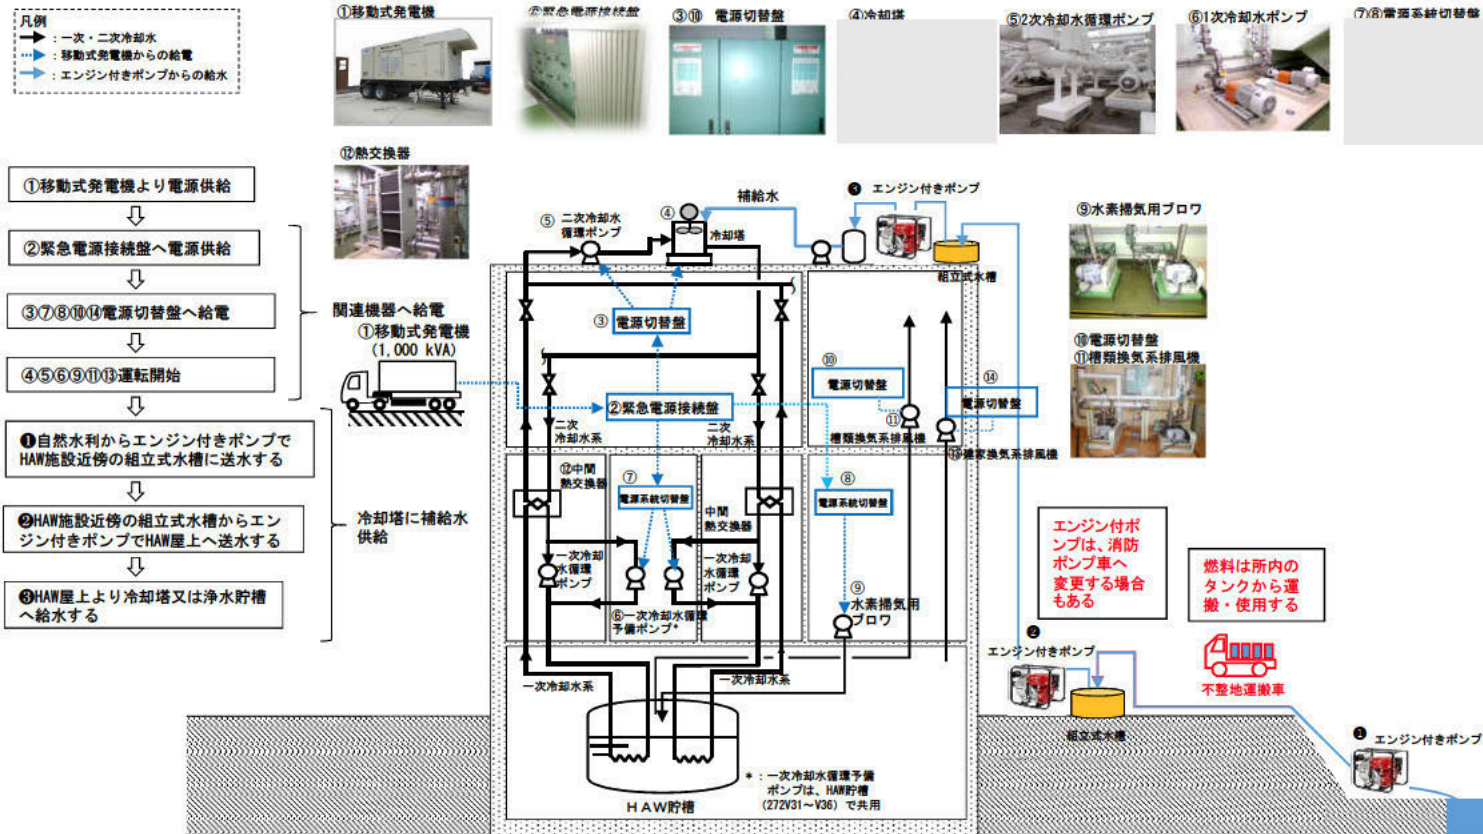 凡例
：一次・二次冷却水
：移動式発電機からの給電
：エンジン付きポンプからの給水
①移動式発電機
②緊急電源接続盤
③⑩ 電源切替盤
④冷却塔
⑤2次冷却水循環ポンプ
⑥1次冷却水ポンプ
⑦⑧電源系統切替盤
⑫熱交換器
⑨水素掃気用ブロワ
⑩電源切替盤
⑪槽類換気系排風機
①移動式発電機より電源供給
②緊急電源接続盤へ電源供給
③⑦⑧⑩⑭電源切替盤へ給電
④⑤⑥⑨⑪⑬運転開始
❶自然水利からエンジン付きポンプで
HAW施設近傍の組立式水槽に送水する
❷HAW施設近傍の組立式水槽からエン
ジン付きポンプでHAW屋上へ送水する
❸HAW屋上より冷却塔又は浄水貯槽
へ給水する
関連機器へ給電
①移動式発電機
(1,000 kVA)
冷却塔に補給水
供給
⑤ 二次冷却水
循環ポンプ
④
冷却塔
補給水
❸ エンジン付きポンプ
組立式水槽
③ 電源切替盤
②緊急電源接続盤
⑩
電源切替盤
⑪
槽類換気系排風機
⑭
電源切替盤
⑬建家換気系排風機
二次
冷却水系
二次
冷却水系
⑫中間
熱交換器
⑦
電源系統切替盤
中間
熱交換器
⑧
電源系統切替盤
一次冷却
水循環
ポンプ
一次冷却
水循環
ポンプ
⑥一次冷却水循環
予備ポンプ*
⑨
水素掃気用
ブロワ
一次冷却水系
一次冷却水系
HAW貯槽
*：一次冷却水循環予備
ポンプは、HAW貯槽
(272V31～V36) で共用
エンジン付ポ
ンプは、消防
ポンプ車へ
変更する場合
もある
燃料は所内の
タンクから運
搬・使用する
不整地運搬車
❷
エンジン付きポンプ
組立式水槽
❶ エンジン付きポンプ